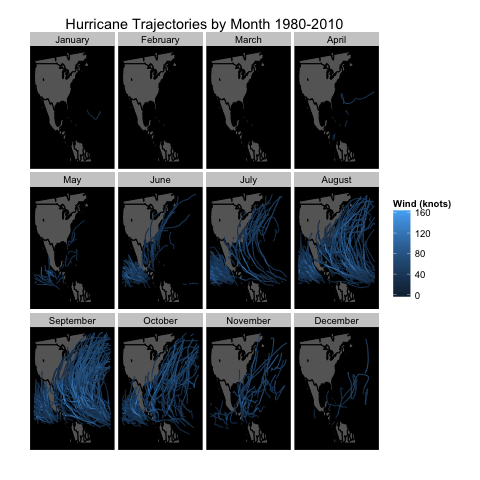 Hurricane Trajectories by Month 1980-2010
January February March April
May June July August
Wind (knots)
160
120
80
40
0
September October November December